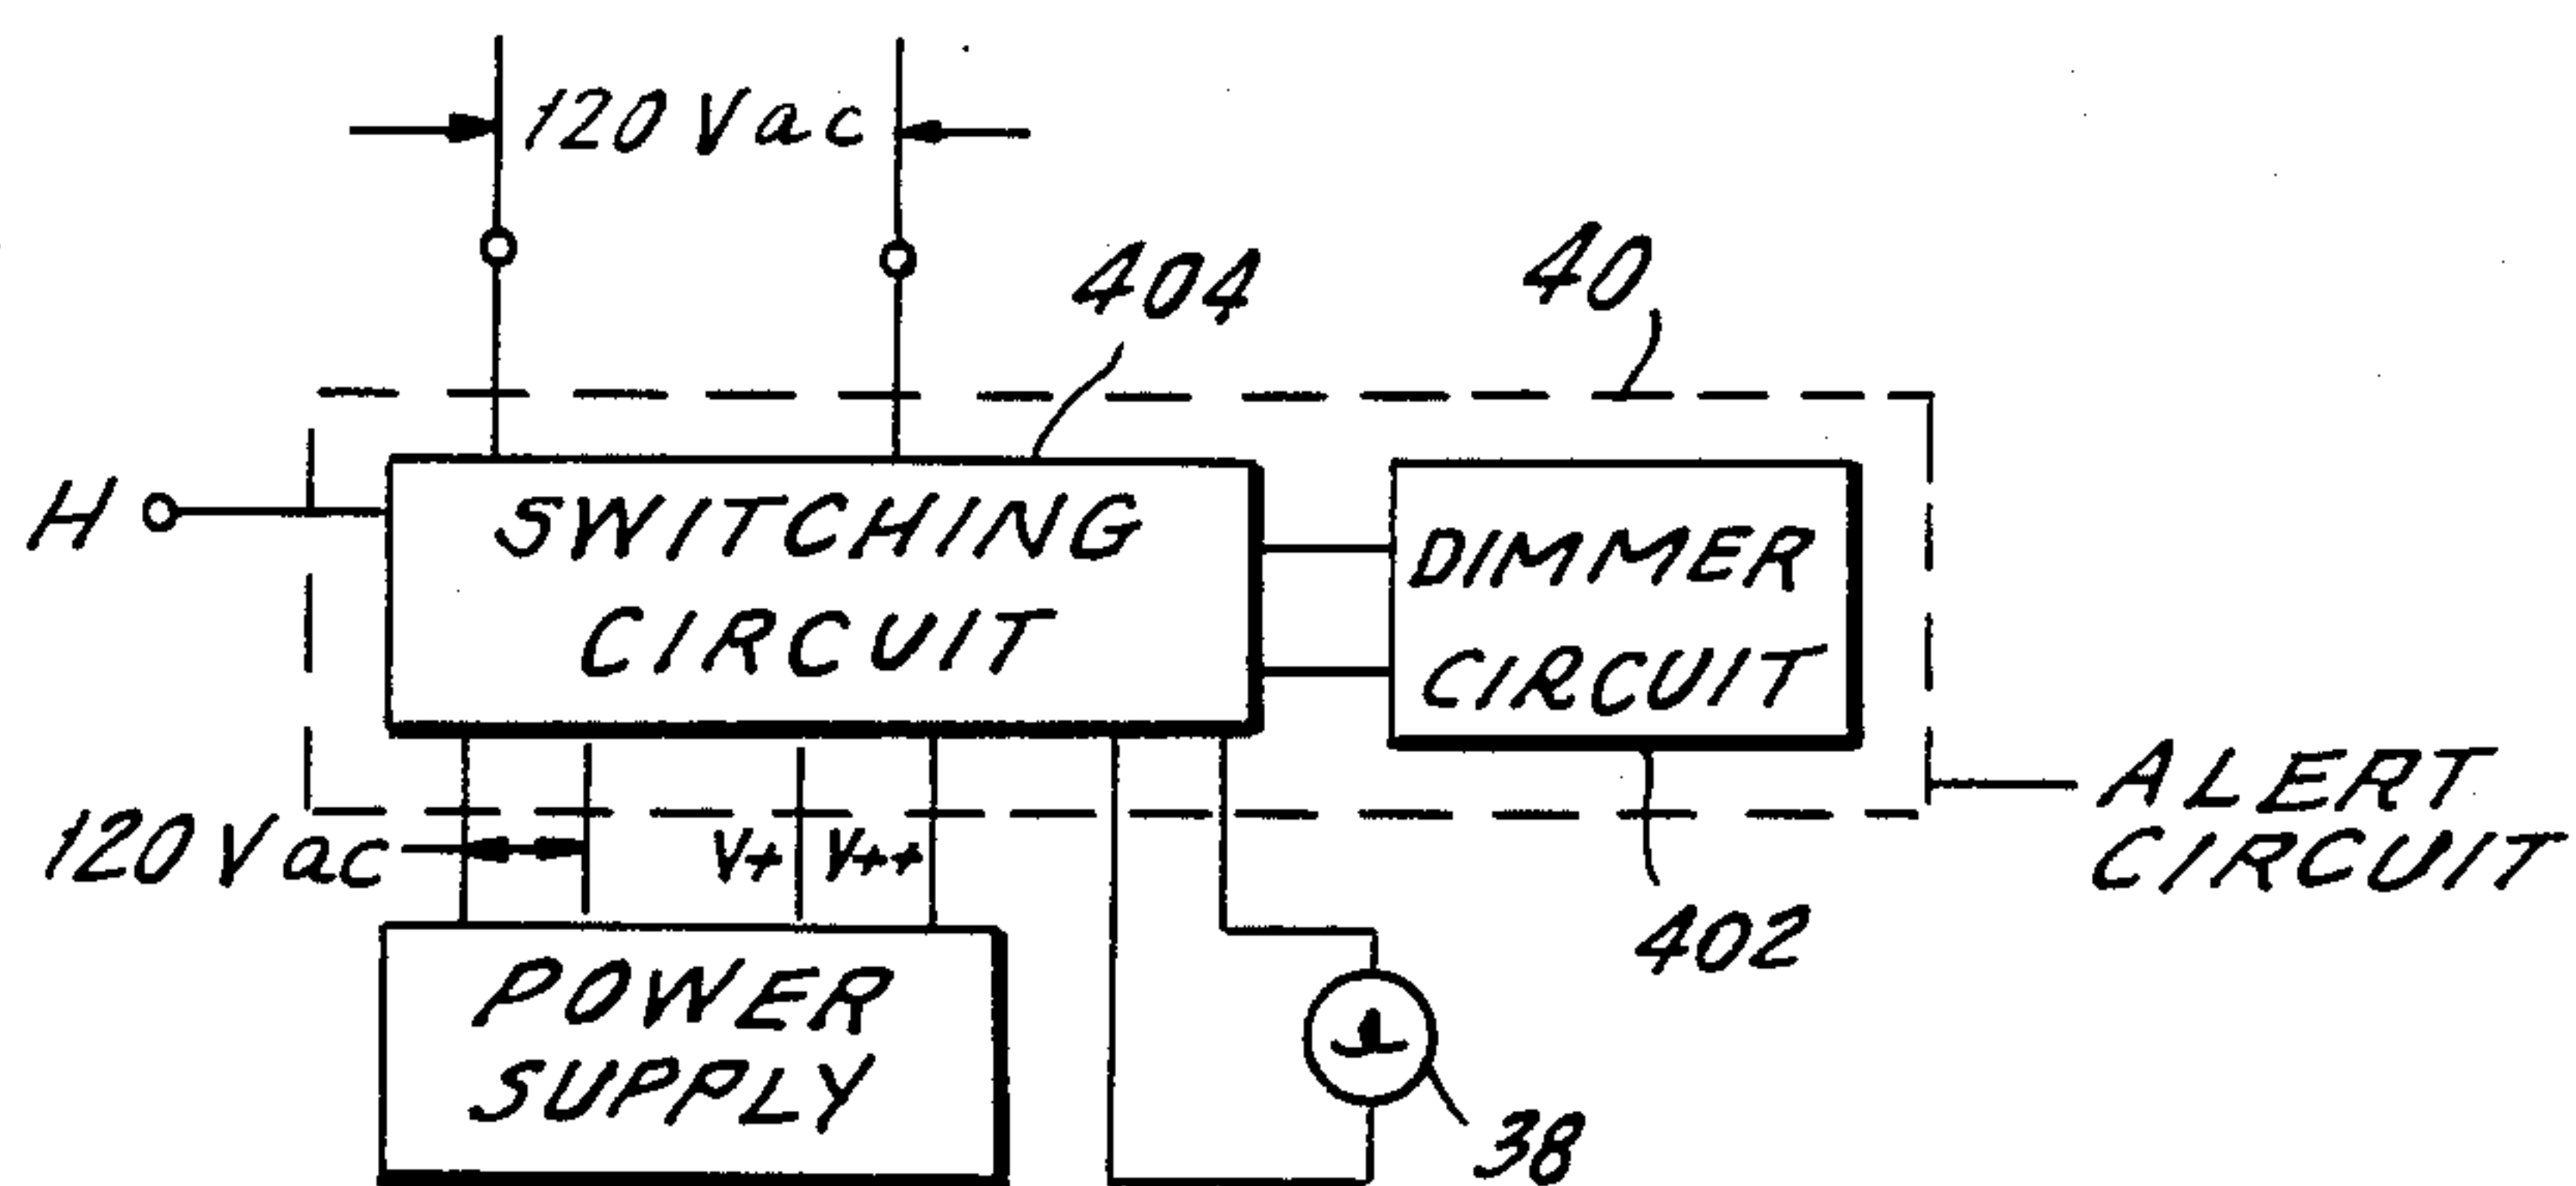 120 Vac
404
40
H
SWITCHING
CIRCUIT
DIMMER
CIRCUIT
ALERT
CIRCUIT
120 Vac
V+
V++
402
POWER
SUPPLY
38